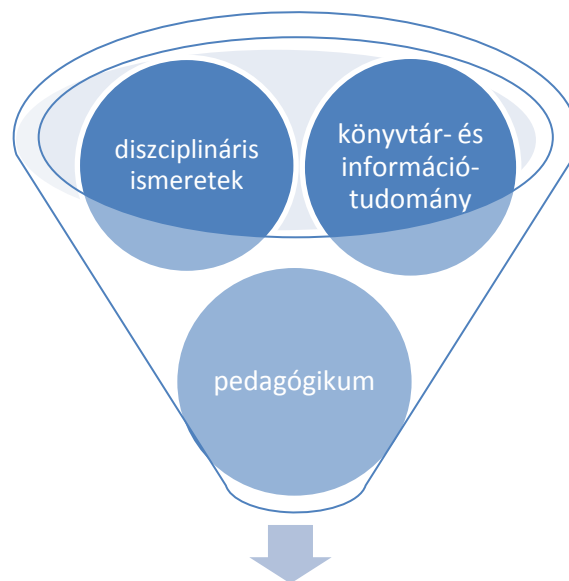 diszciplináris
ismeretek
könyvtár- és
információ-
tudomány
pedagógikum